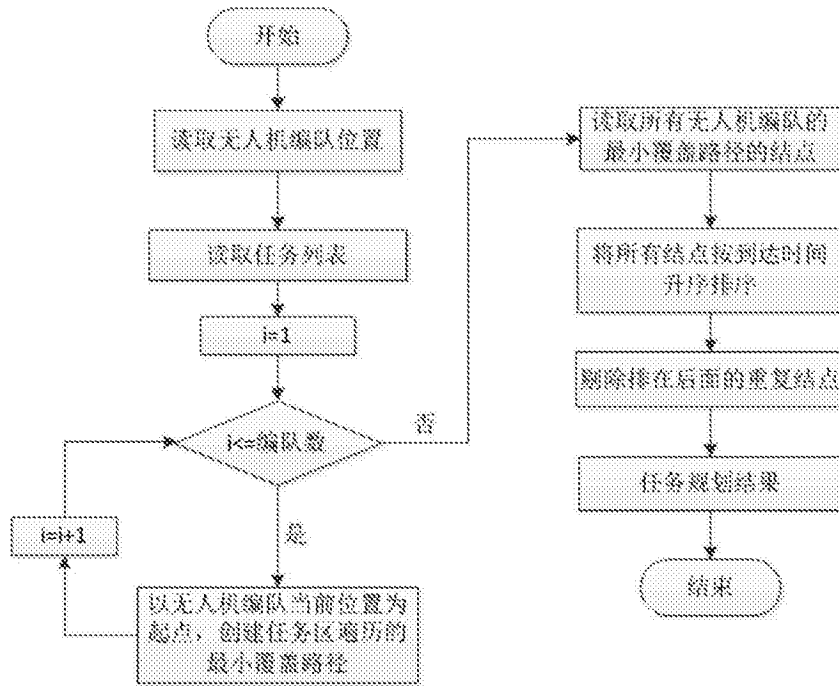 开始
读取无人机编队位置
读取任务列表
i=1
i<=编队数
否
是
i=i+1
以无人机编队当前位置为
起点，创建任务区遍历的
最小覆盖路径
读取所有无人机编队的
最小覆盖路径的结点
将所有结点按到达时间
升序排序
剔除排在后面的重复结点
任务规划结果
结束